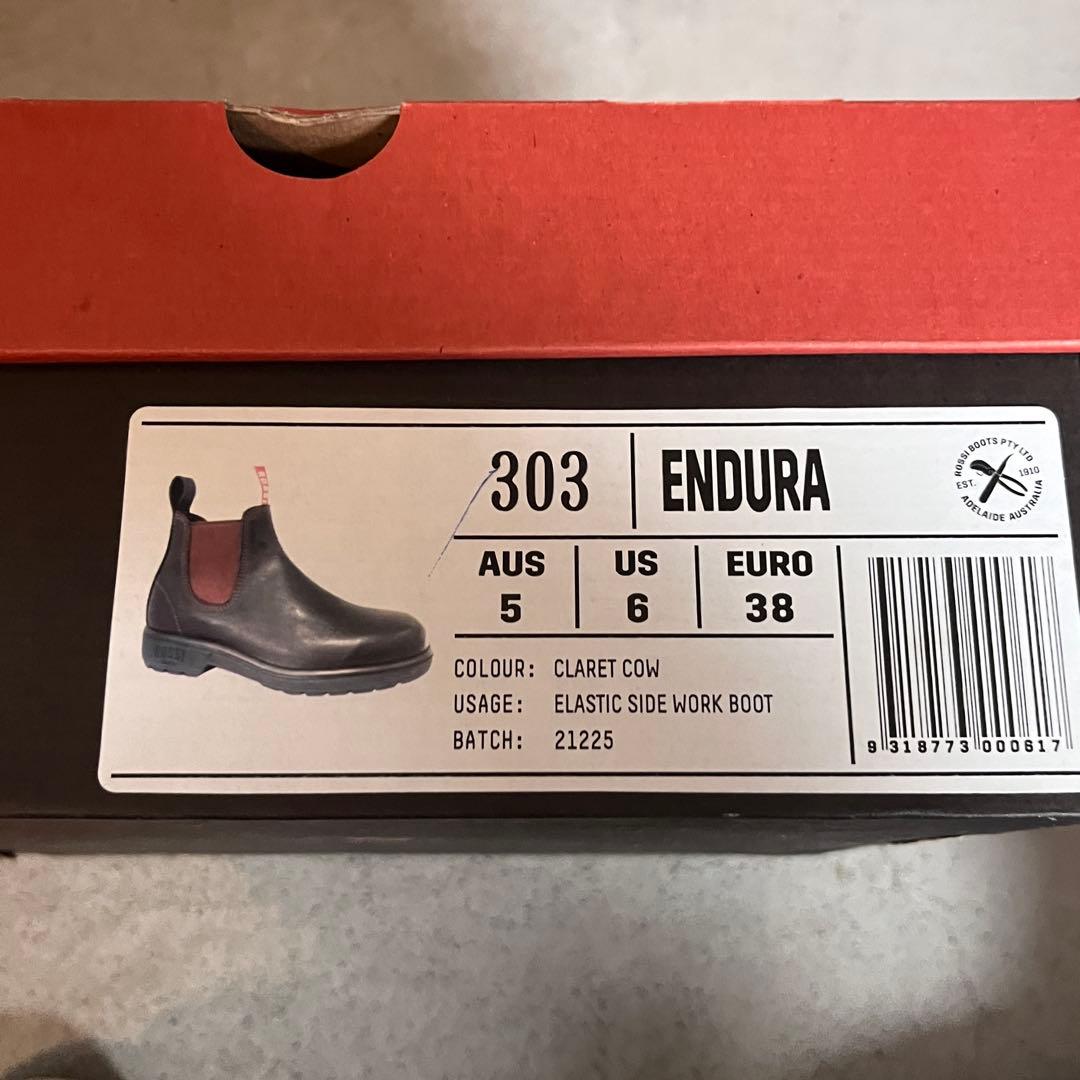 303 ENDURA
ROSSI BOOTS PTY LTD
EST. 1910
ADELAIDE AUSTRALIA
AUS US EURO
5 6 38
COLOUR: CLARET COW
USAGE: ELASTIC SIDE WORK BOOT
BATCH: 21225
ROSSI
9 318773 000617